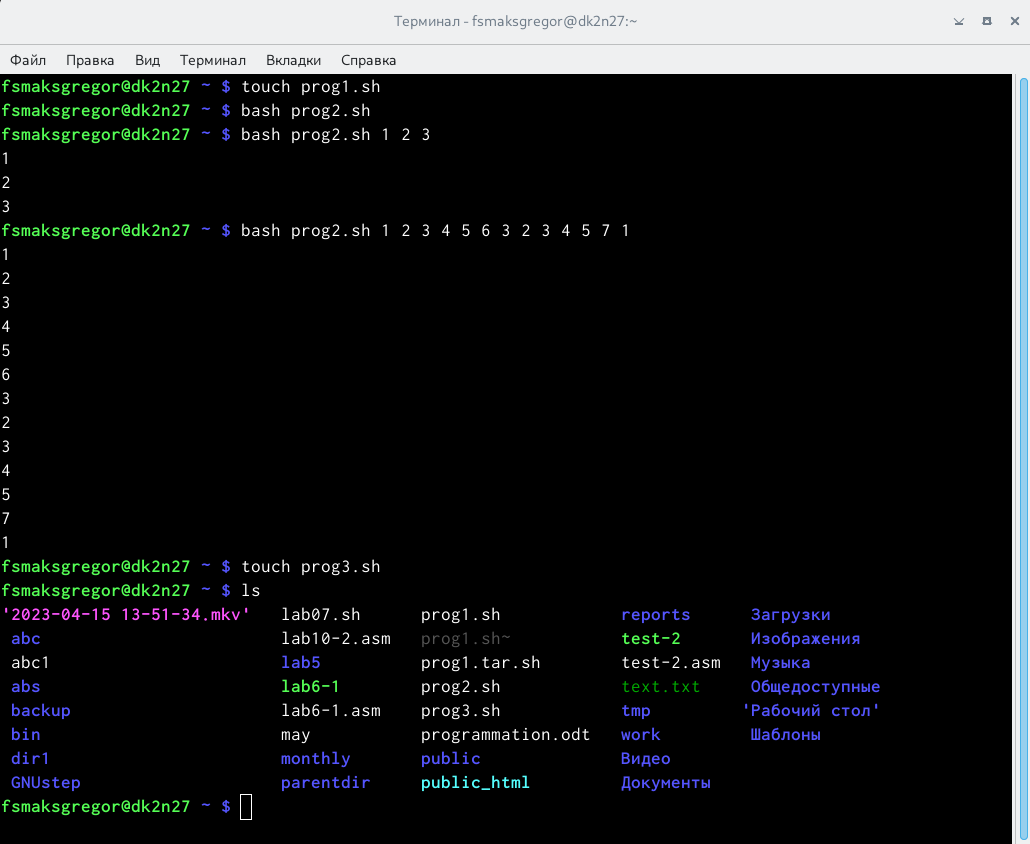 Терминал - fsmaksgregor@dk2n27:~
Файл Правка Вид Терминал Вкладки Справка
fsmaksgregor@dk2n27 ~ $ touch prog1.sh
fsmaksgregor@dk2n27 ~ $ bash prog2.sh
fsmaksgregor@dk2n27 ~ $ bash prog2.sh 1 2 3
1
2
3
fsmaksgregor@dk2n27 ~ $ bash prog2.sh 1 2 3 4 5 6 3 2 3 4 5 7 1
1
2
3
4
5
6
3
2
3
4
5
7
1
fsmaksgregor@dk2n27 ~ $ touch prog3.sh
fsmaksgregor@dk2n27 ~ $ ls
'2023-04-15 13-51-34.mkv' lab07.sh prog1.sh reports Загрузки
abc lab10-2.asm prog1.sh~ test-2 Изображения
abc1 lab5 prog1.tar.sh test-2.asm Музыка
abs lab6-1 prog2.sh text.txt Общедоступные
backup lab6-1.asm prog3.sh tmp 'Рабочий стол'
bin may programmation.odt work Шаблоны
dir1 monthly public Видео
GNUstep parentdir public_html Документы
fsmaksgregor@dk2n27 ~ $